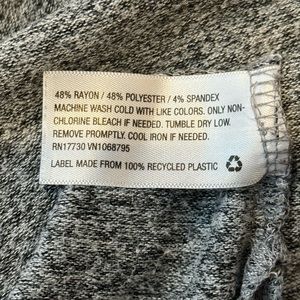 48% RAYON / 48% POLYESTER / 4% SPANDEX
MACHINE WASH COLD WITH LIKE COLORS. ONLY NON-
CHLORINE BLEACH IF NEEDED. TUMBLE DRY LOW.
REMOVE PROMPTLY. COOL IRON IF NEEDED.
RN17730 VN1068795
LABEL MADE FROM 100% RECYCLED PLASTIC